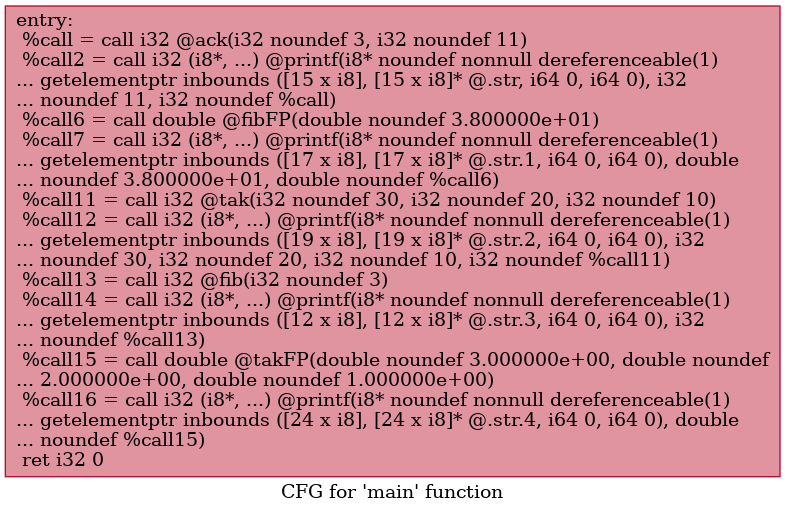 entry:
%call = call i32 @ack(i32 noundef 3, i32 noundef 11)
%call2 = call i32 (i8*, ...) @printf(i8* noundef nonnull dereferenceable(1)
... getelementptr inbounds ([15 x i8], [15 x i8]* @.str, i64 0, i64 0), i32
... noundef 11, i32 noundef %call)
%call6 = call double @fibFP(double noundef 3.800000e+01)
%call7 = call i32 (i8*, ...) @printf(i8* noundef nonnull dereferenceable(1)
... getelementptr inbounds ([17 x i8], [17 x i8]* @.str.1, i64 0, i64 0), double
... noundef 3.800000e+01, double noundef %call6)
%call11 = call i32 @tak(i32 noundef 30, i32 noundef 20, i32 noundef 10)
%call12 = call i32 (i8*, ...) @printf(i8* noundef nonnull dereferenceable(1)
... getelementptr inbounds ([19 x i8], [19 x i8]* @.str.2, i64 0, i64 0), i32
... noundef 30, i32 noundef 20, i32 noundef 10, i32 noundef %call11)
%call13 = call i32 @fib(i32 noundef 3)
%call14 = call i32 (i8*, ...) @printf(i8* noundef nonnull dereferenceable(1)
... getelementptr inbounds ([12 x i8], [12 x i8]* @.str.3, i64 0, i64 0), i32
... noundef %call13)
%call15 = call double @takFP(double noundef 3.000000e+00, double noundef
... 2.000000e+00, double noundef 1.000000e+00)
%call16 = call i32 (i8*, ...) @printf(i8* noundef nonnull dereferenceable(1)
... getelementptr inbounds ([24 x i8], [24 x i8]* @.str.4, i64 0, i64 0), double
... noundef %call15)
ret i32 0
CFG for 'main' function